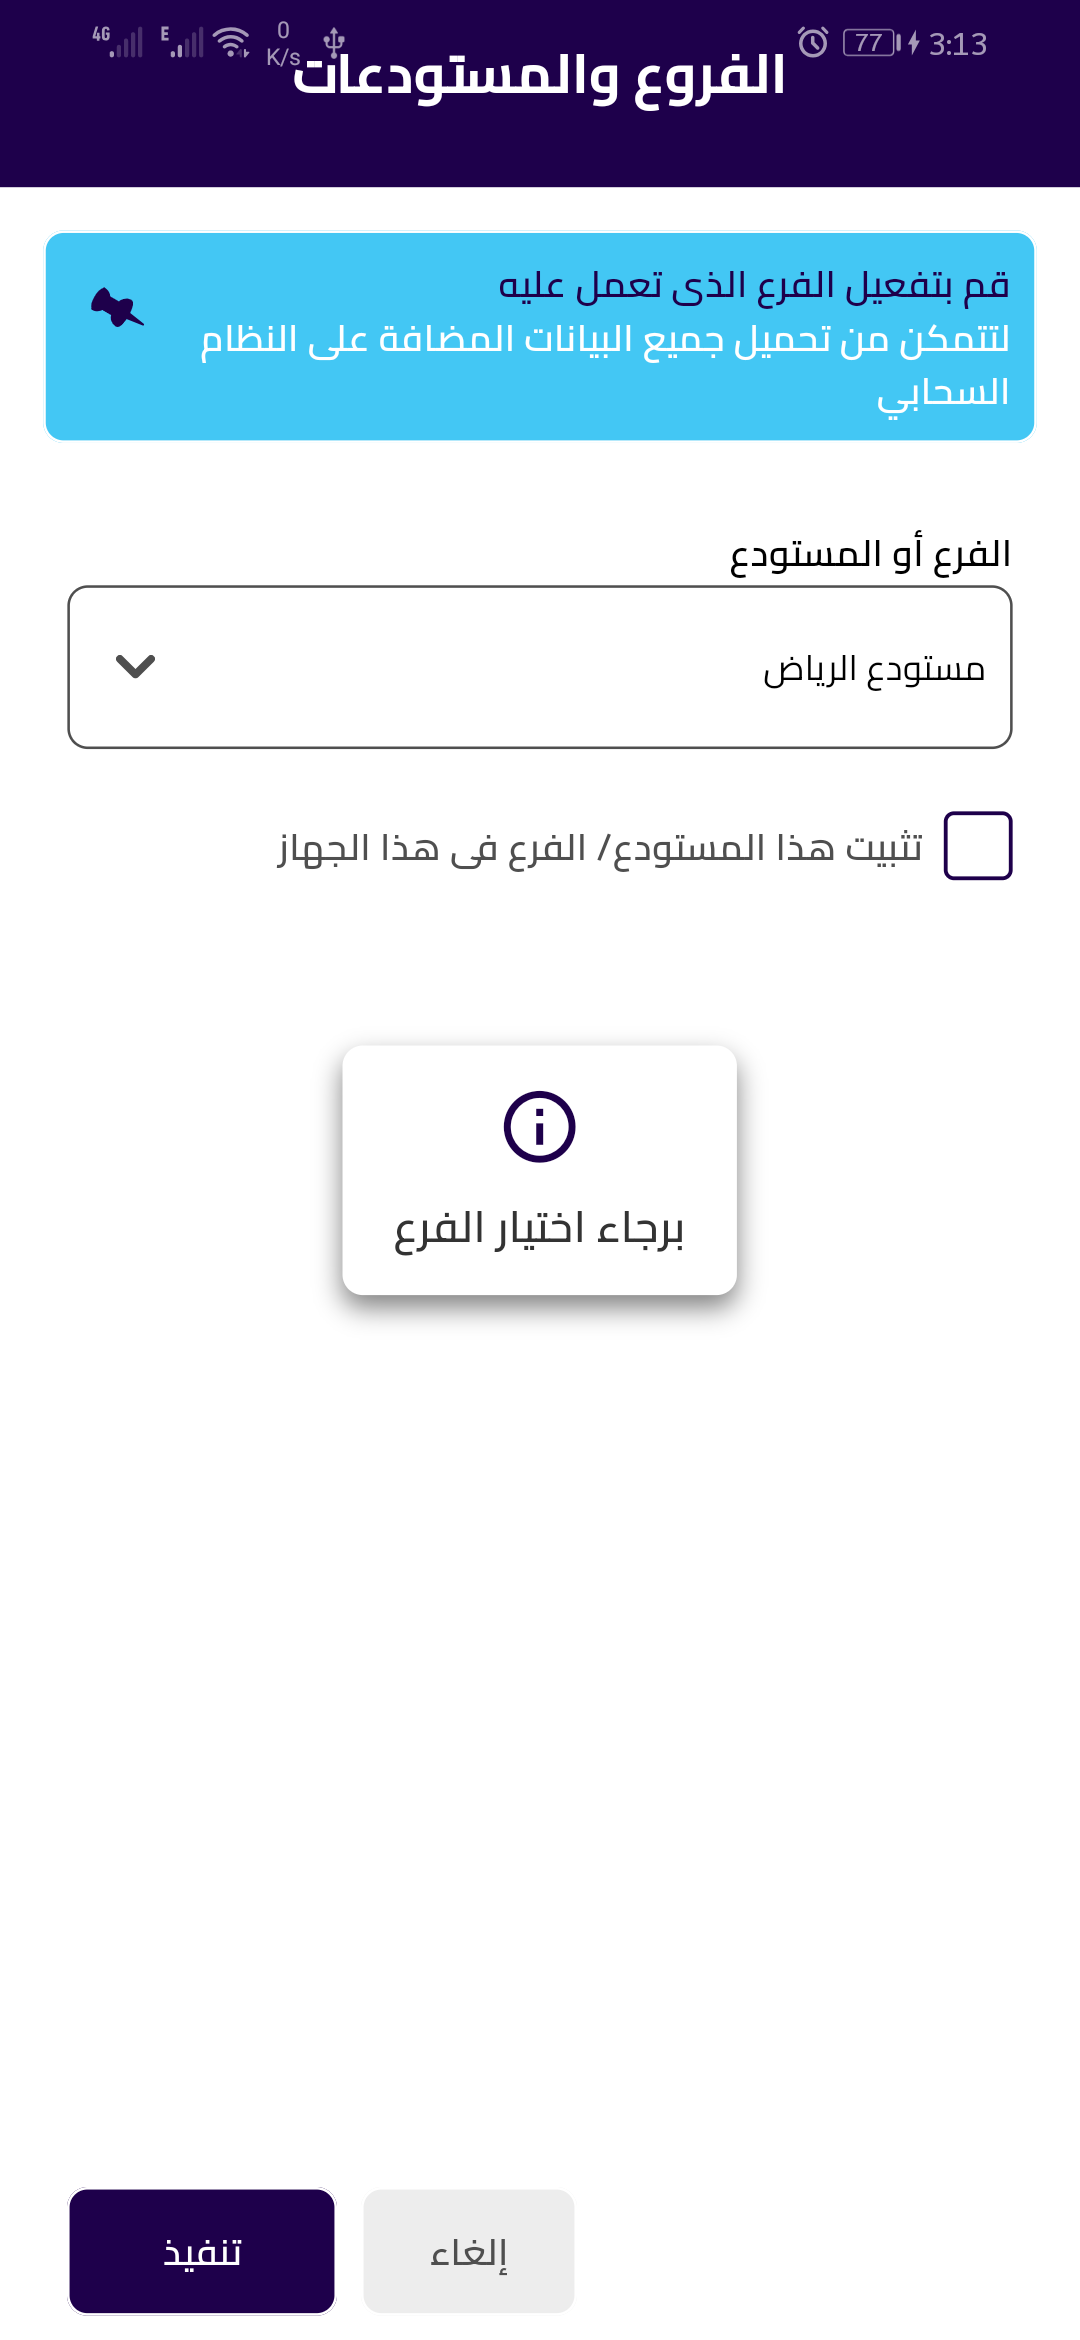 4G E 0 K/s 77 3:13
الفروع والمستودعات
قم بتفعيل الفرع الذى تعمل عليه
لتتمكن من تحميل جميع البيانات المضافة على النظام
السحابي
الفرع أو المستودع
مستودع الرياض
تثبيت هذا المستودع/ الفرع فى هذا الجهاز
برجاء اختيار الفرع
إلغاء
تنفيذ